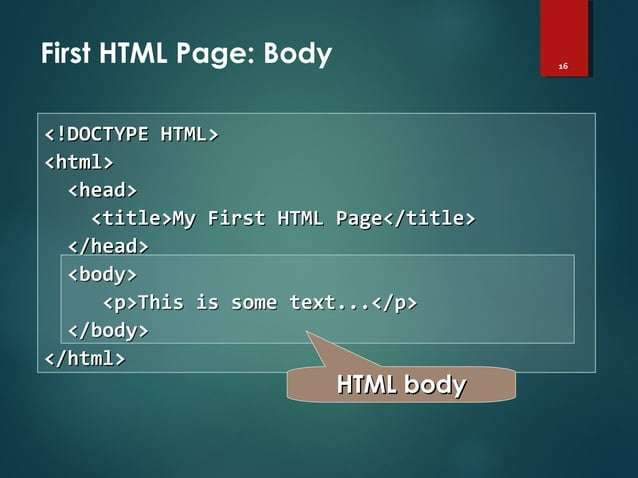 First HTML Page: Body
16
<!DOCTYPE HTML>
<html>
  <head>
    <title>My First HTML Page</title>
  </head>
  <body>
     <p>This is some text...</p>
  </body>
</html>
HTML body